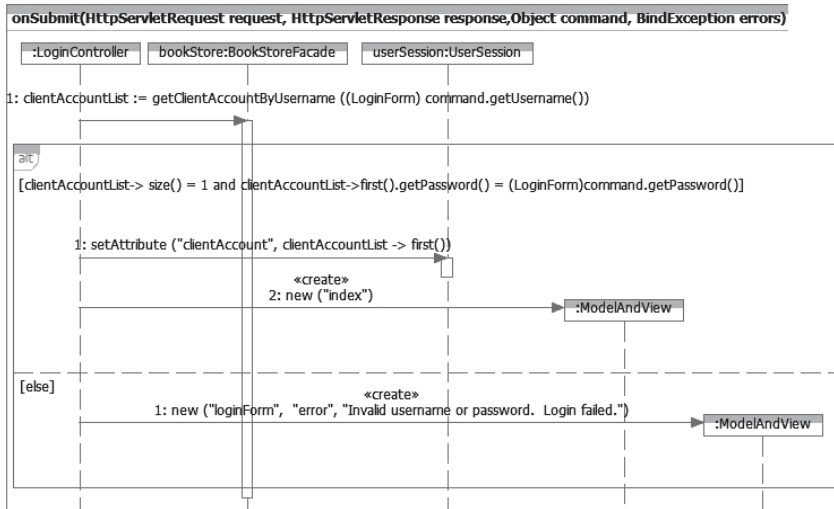 onSubmit(HttpServletRequest request, HttpServletResponse response,Object command, BindException errors)
:LoginController
bookStore:BookStoreFacade
userSession:UserSession
1: clientAccountList := getClientAccountByUsername ((LoginForm) command.getUsername())
alt
[clientAccountList-> size() = 1 and clientAccountList->first().getPassword() = (LoginForm)command.getPassword()]
1: setAttribute ("clientAccount", clientAccountList -> first())
«create»
2: new ("index")
:ModelAndView
[else]
«create»
1: new ("loginForm", "error", "Invalid username or password. Login failed.")
:ModelAndView